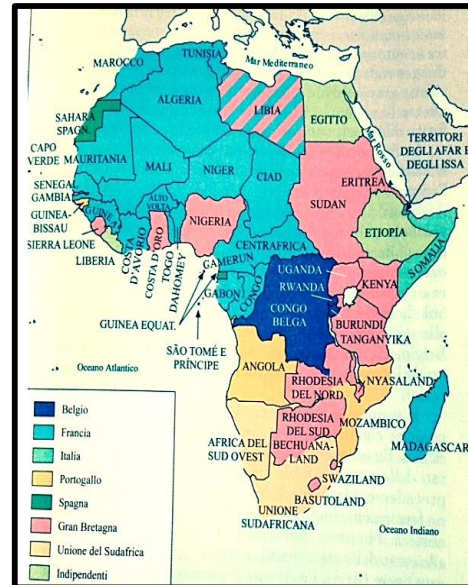 Mar Mediterraneo
MAROCCO
TUNISIA
ALGERIA
LIBIA
EGITTO
SAHARA
SPAGN.
CAPO
VERDE
MAURITANIA
MALI
NIGER
CIAD
SUDAN
Mar Rosso
ERITREA
TERRITORI
DEGLI AFAR E
DEGLI ISSA
SENEGAL
GAMBIA
GUINEA-
BISSAU
GUINE
SIERRA LEONE
LIBERIA
COSTA
D'AVORIO
ALTO
VOLTA
COSTA D'ORO
TOGO
DAHOMEY
NIGERIA
CENTRAFRICA
GAMERUN
ETIOPIA
SOMALIA
GUINEA EQUAT.
GABON
CONGO
UGANDA
RWANDA
CONGO
BELGA
KENYA
BURUNDI
TANGANYIKA
SÃO TOMÉ E
PRÍNCIPE
Oceano Atlantico
ANGOLA
RHODESIA
DEL NORD
NYASALAND
MOZAMBICO
RHODESIA
DEL SUD
BECHUANA-
LAND
AFRICA DEL
SUD OVEST
MADAGASCAR
SWAZILAND
BASUTOLAND
UNIONE
SUDAFRICANA
Oceano Indiano
Belgio
Francia
Italia
Portogallo
Spagna
Gran Bretagna
Unione del Sudafrica
Indipendenti